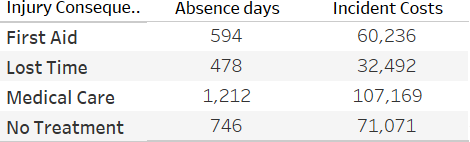 Injury Conseque.. Absence days Incident Costs
First Aid 594 60,236
Lost Time 478 32,492
Medical Care 1,212 107,169
No Treatment 746 71,071